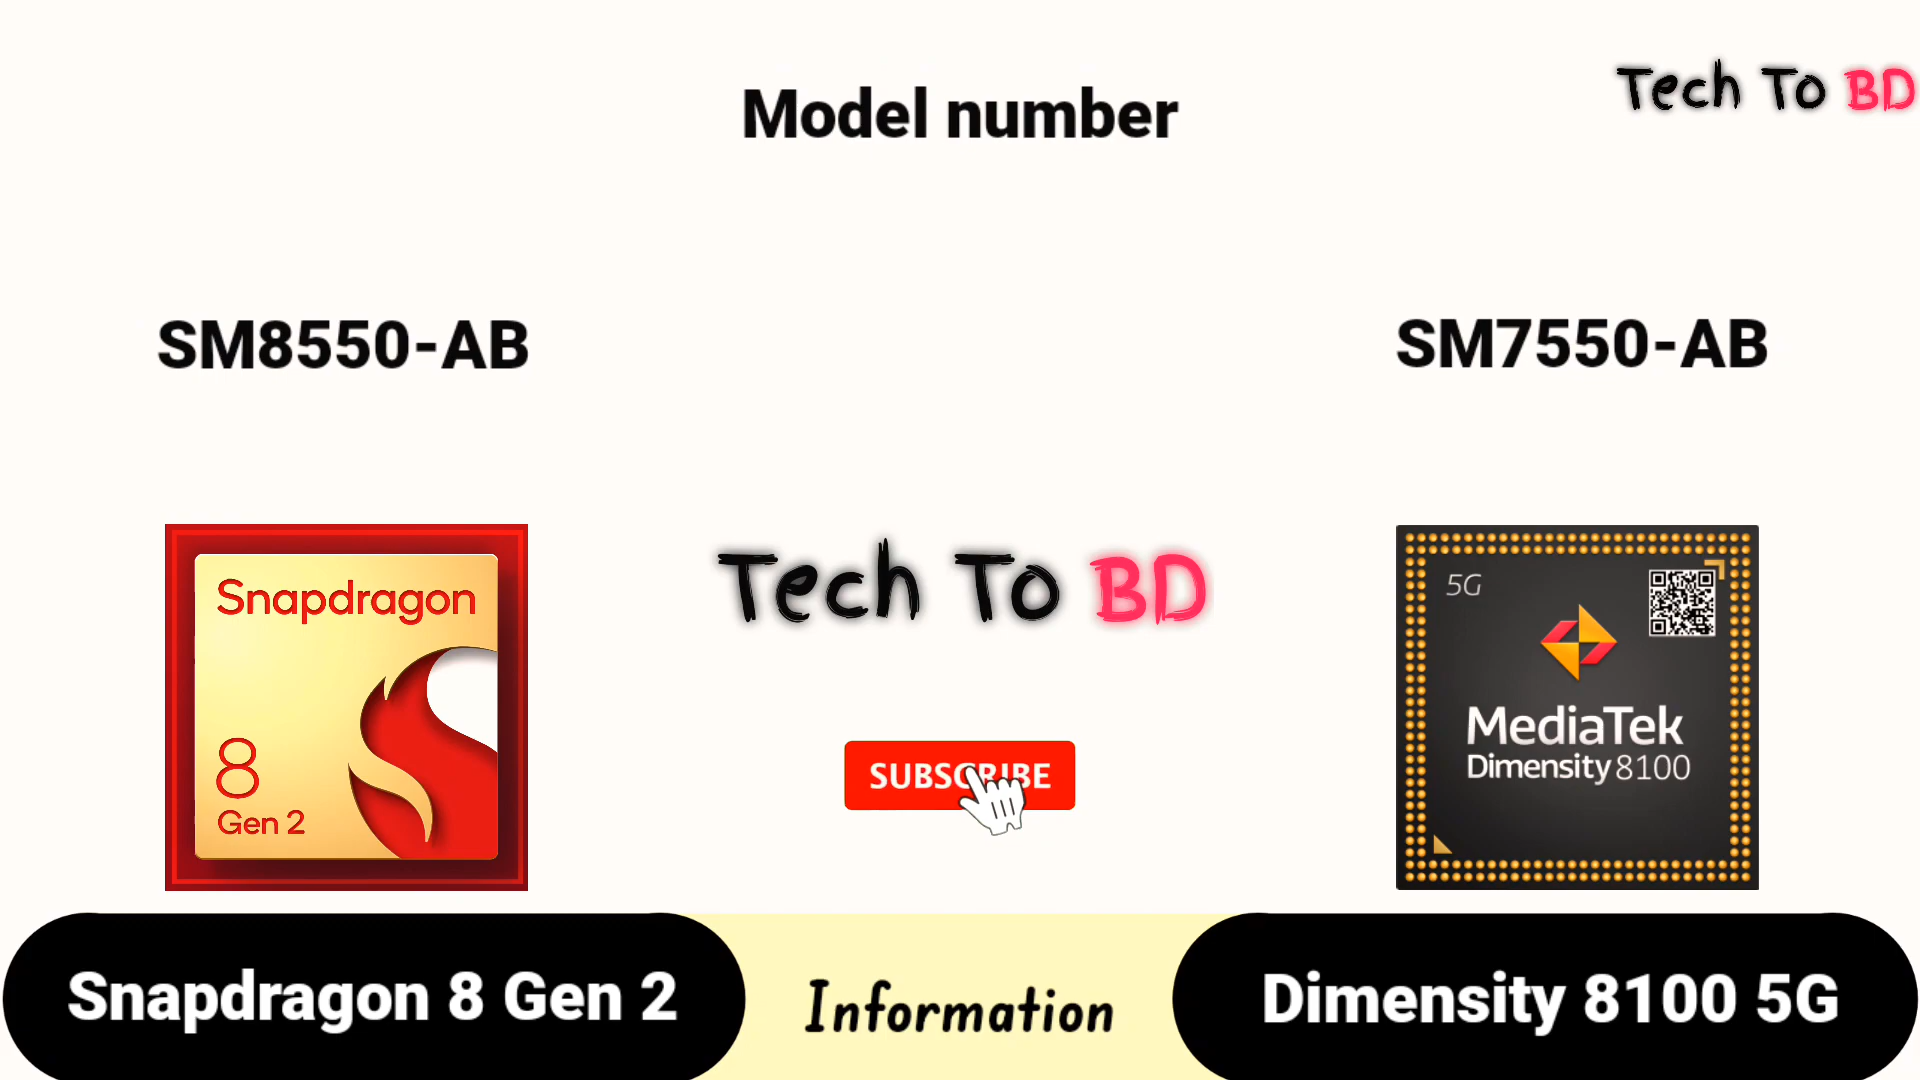 Model number
Tech To BD
SM8550-AB
SM7550-AB
Snapdragon
8
Gen 2
Tech To BD
SUBSCRIBE
5G
MediaTek
Dimensity 8100
Snapdragon 8 Gen 2
Information
Dimensity 8100 5G